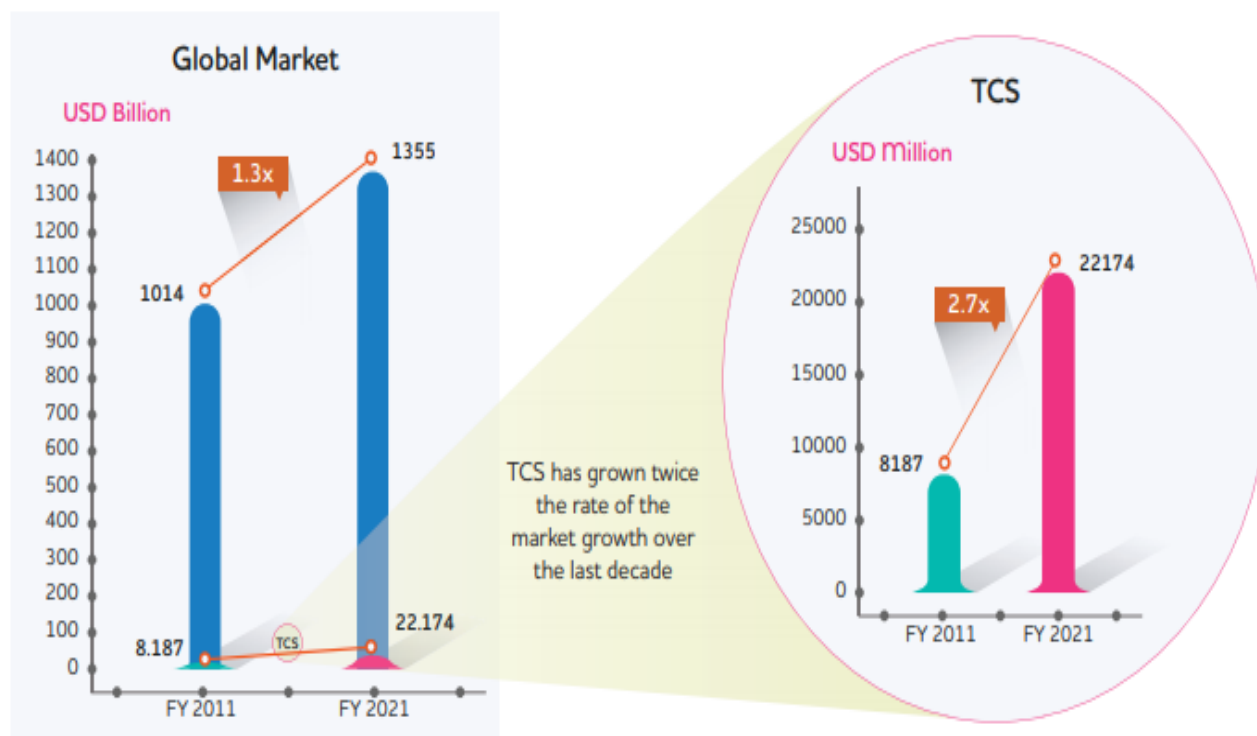 Global Market
USD Billion
1400
1300
1200
1100
1000
900
800
700
600
500
400
300
200
100
0
1.3x
1355
1014
8.187
TCS
22.174
FY 2011
FY 2021
TCS has grown twice
the rate of the
market growth over
the last decade
TCS
USD Million
25000
20000
15000
10000
5000
0
2.7x
22174
8187
FY 2011
FY 2021